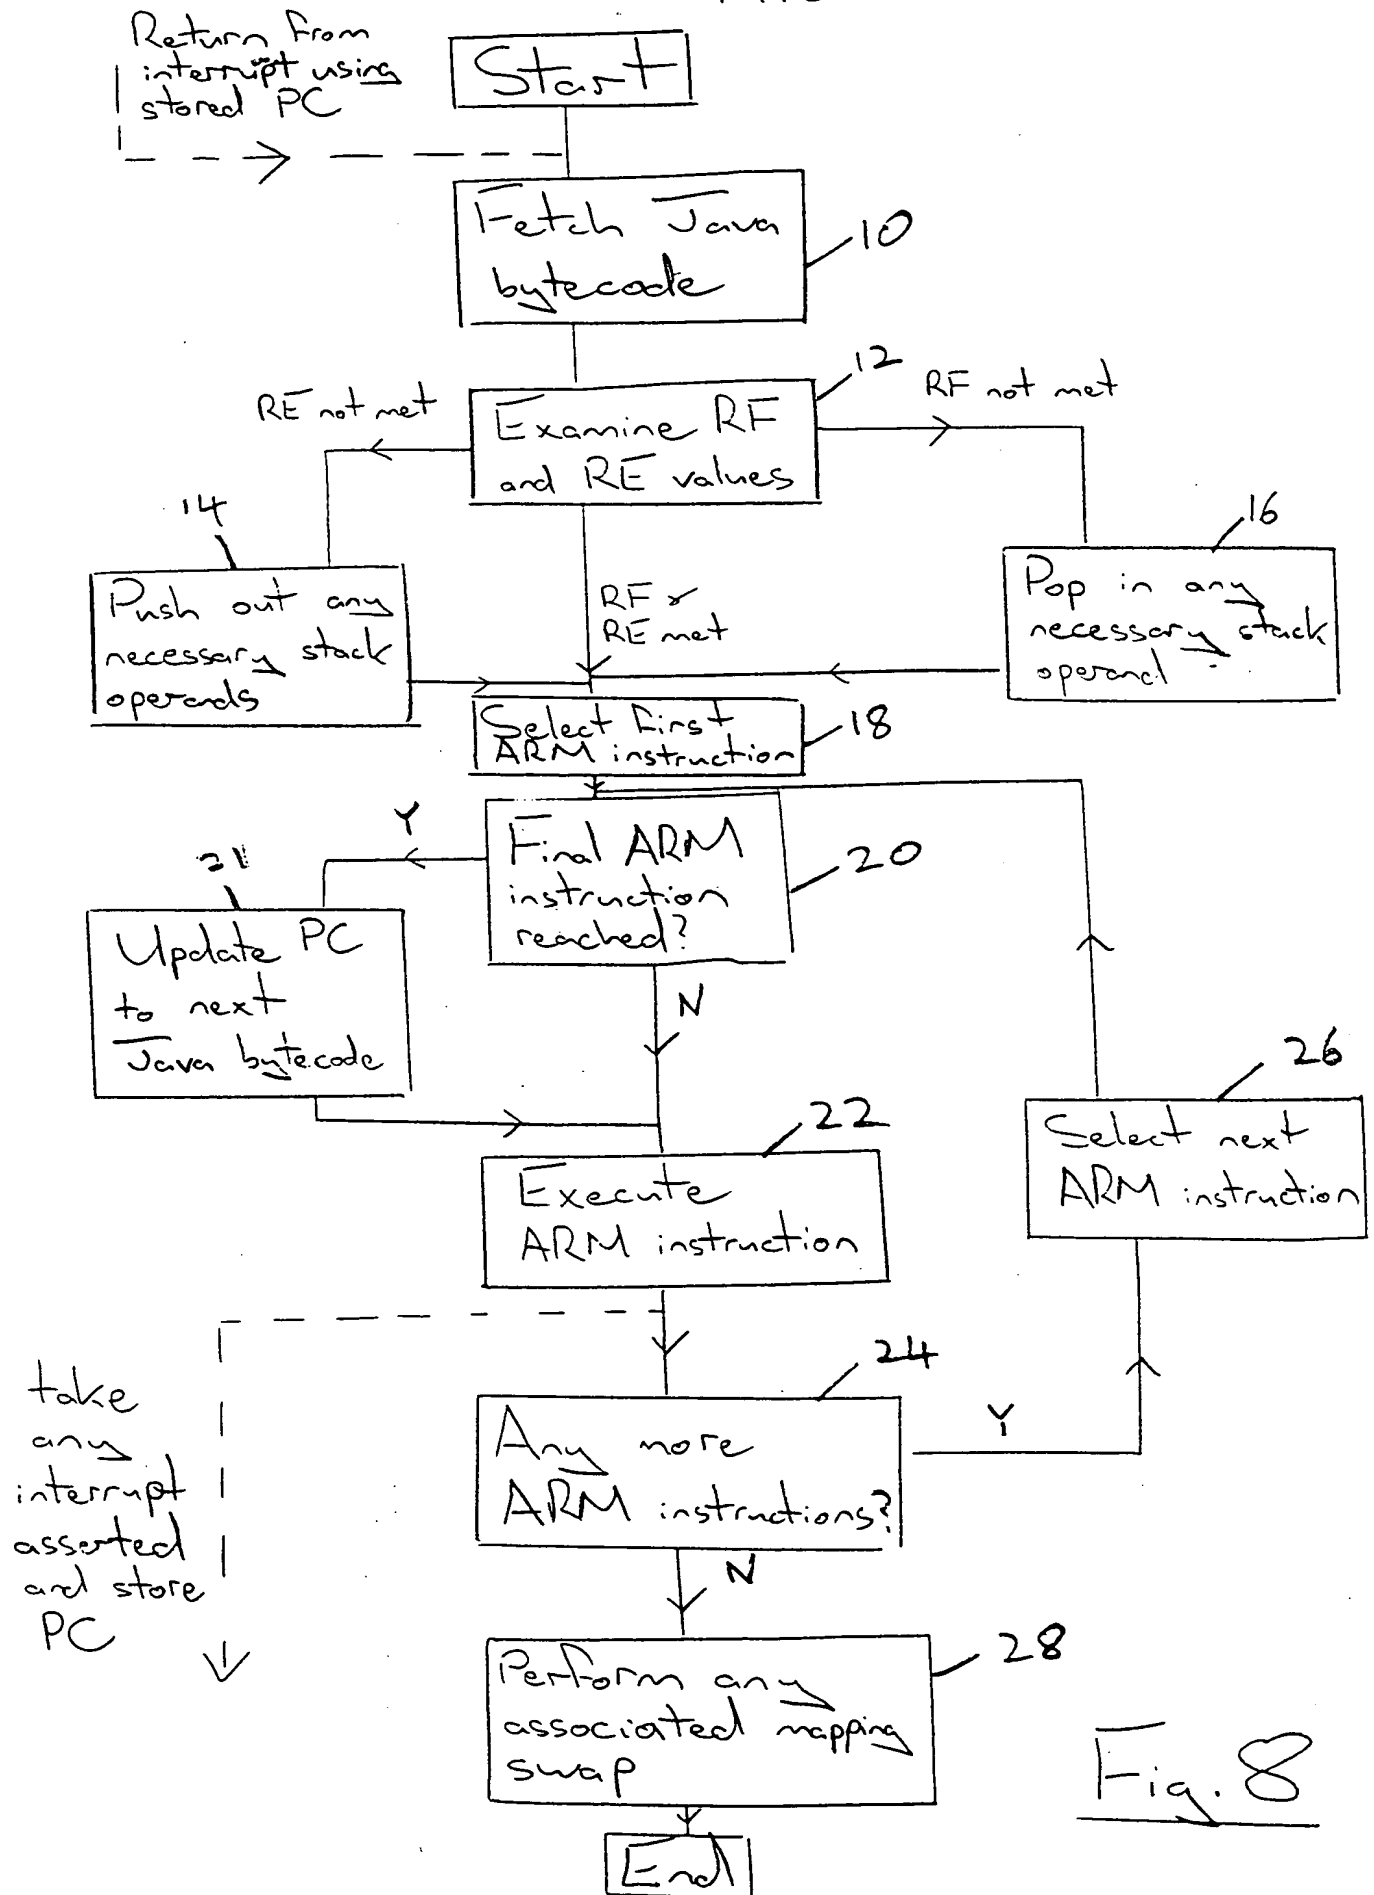 Return from
interrupt using
stored PC
Start
Fetch Java
bytecode
10
12
RE not met
RF not met
Examine RF
and RE values
14
16
Push out any
necessary stack
operands
RF &
RE met
Pop in any
necessary stack
operand
Select first
ARM instruction
18
Y
Final ARM
instruction
reached?
20
21
Update PC
to next
Java bytecode
N
26
Select next
ARM instruction
22
Execute
ARM instruction
take
any
interrupt
asserted
and store
PC
24
Any more
ARM instructions?
Y
N
28
Perform any
associated mapping
swap
End
Fig. 8